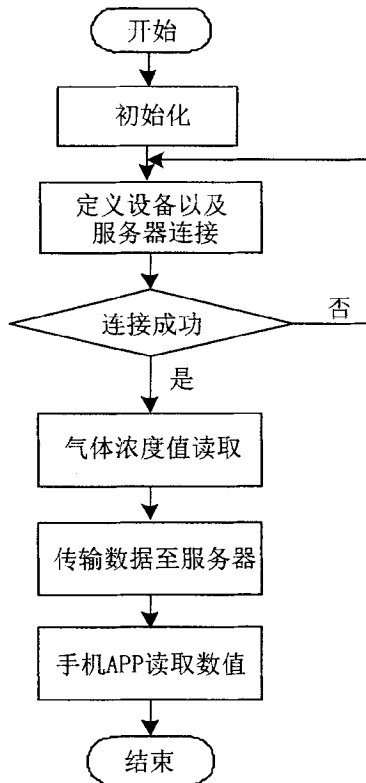 开始
初始化
定义设备以及
服务器连接
连接成功
否
是
气体浓度值读取
传输数据至服务器
手机APP读取数值
结束